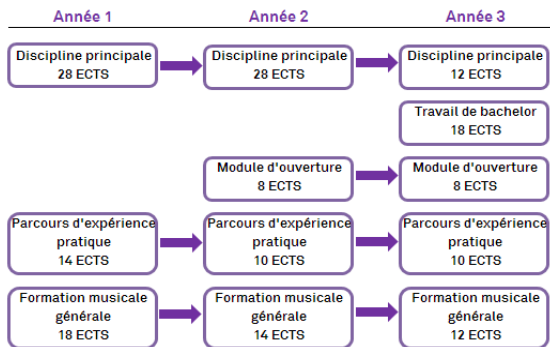 Année 1
Année 2
Année 3
Discipline principale
28 ECTS
Discipline principale
28 ECTS
Discipline principale
12 ECTS
Travail de bachelor
18 ECTS
Module d'ouverture
8 ECTS
Module d'ouverture
8 ECTS
Parcours d'expérience
pratique
14 ECTS
Parcours d'expérience
pratique
10 ECTS
Parcours d'expérience
pratique
10 ECTS
Formation musicale
générale
18 ECTS
Formation musicale
générale
14 ECTS
Formation musicale
générale
12 ECTS